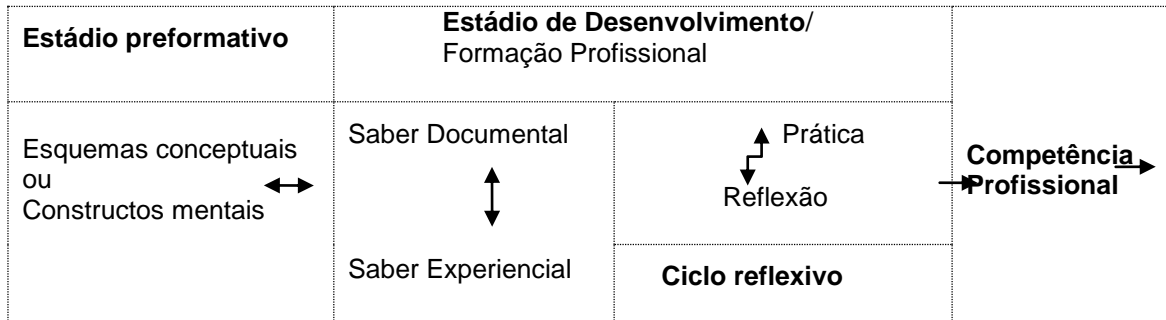 Estádio preformativo
Estádio de Desenvolvimento/
Formação Profissional
Esquemas conceptuais
ou
Constructos mentais
Saber Documental
Saber Experiencial
Prática
Reflexão
Ciclo reflexivo
Competência
Profissional